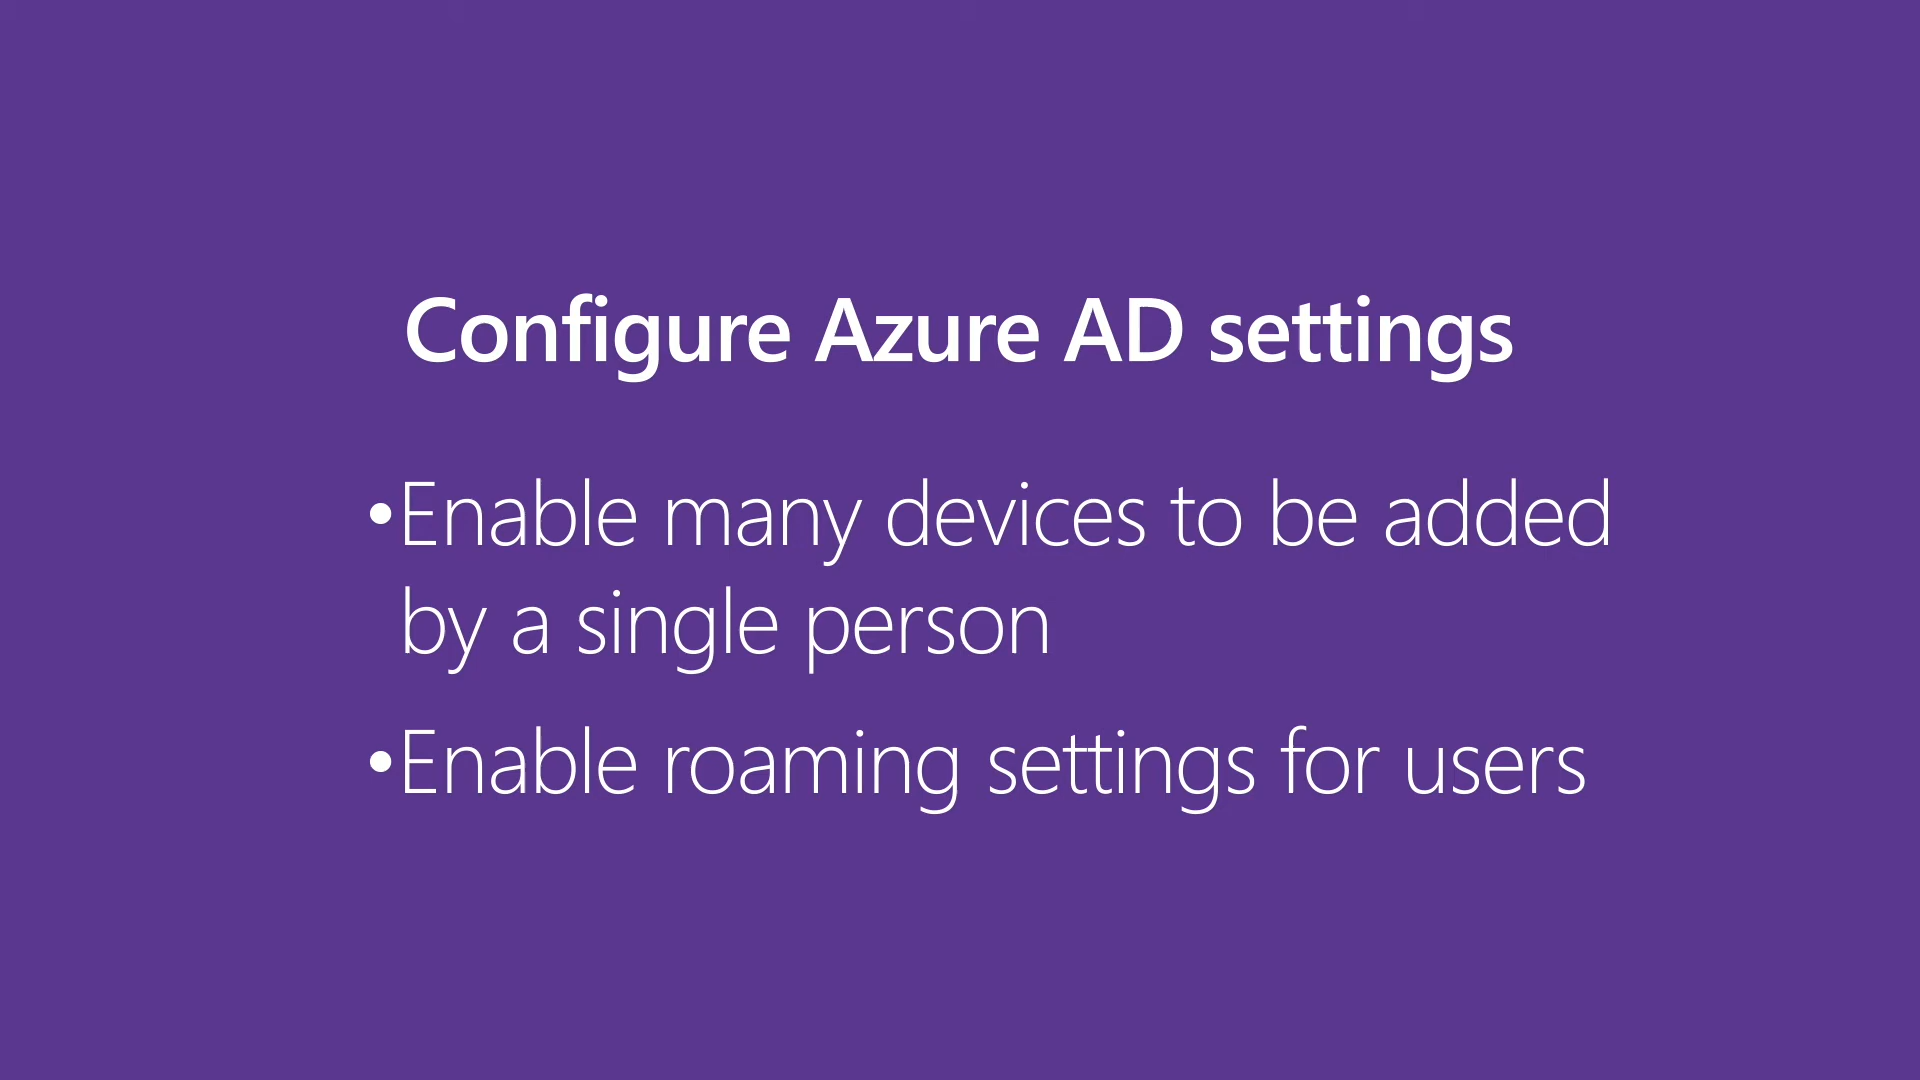 Configure Azure AD settings
•Enable many devices to be added
by a single person
•Enable roaming settings for users